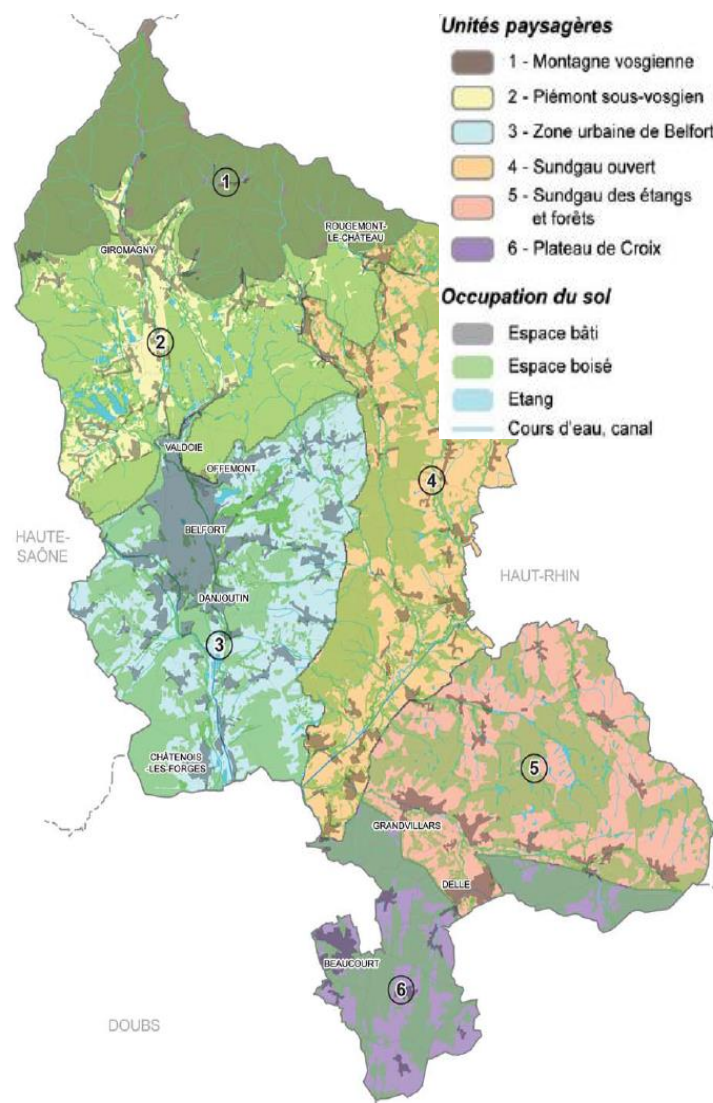 Unités paysagères
1 - Montagne vosgienne
2 - Piémont sous-vosgien
3 - Zone urbaine de Belfort
4 - Sundgau ouvert
5 - Sundgau des étangs
et forêts
6 - Plateau de Croix
Occupation du sol
Espace bâti
Espace boisé
Etang
Cours d'eau, canal
1
ROUGEMONT-
LE-CHÂTEAU
GIROMAGNY
2
VALDOIE
OFFEMONT
4
BELFORT
HAUTE-
SAÔNE
HAUT-RHIN
DANJOUTIN
3
CHÂTENOIS
-LES-FORGES
5
GRANDVILLARS
DELLE
BEAUCOURT
6
DOUBS